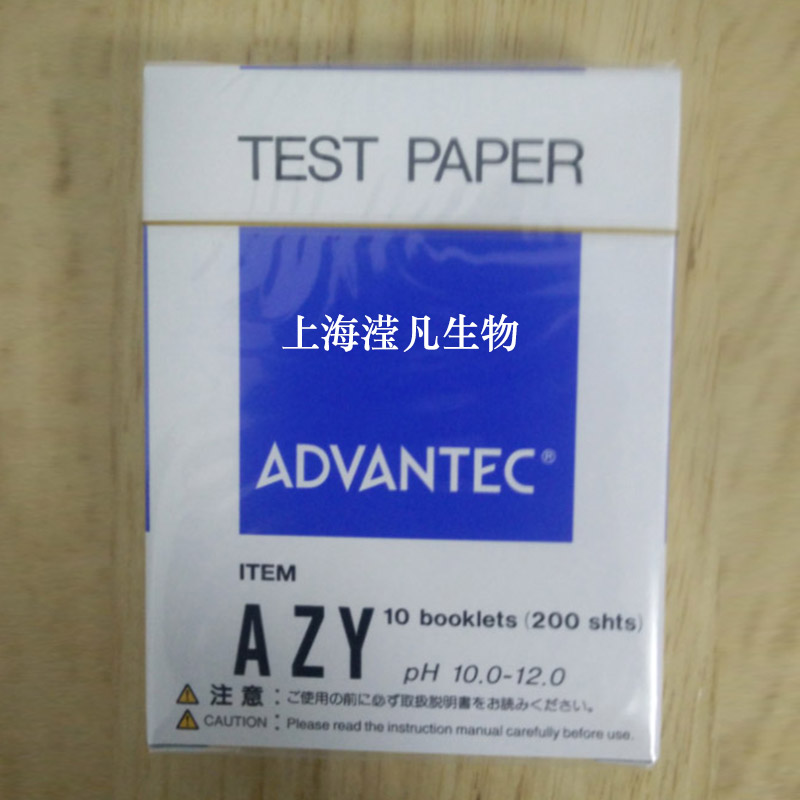 TEST PAPER
上海滢凡生物
ADVANTEC®
ITEM
AZY 10 booklets (200 shts)
pH 10.0-12.0
注意：ご使用の前に必ず取扱説明書をお読みください。
CAUTION : Please read the instruction manual carefully before use.